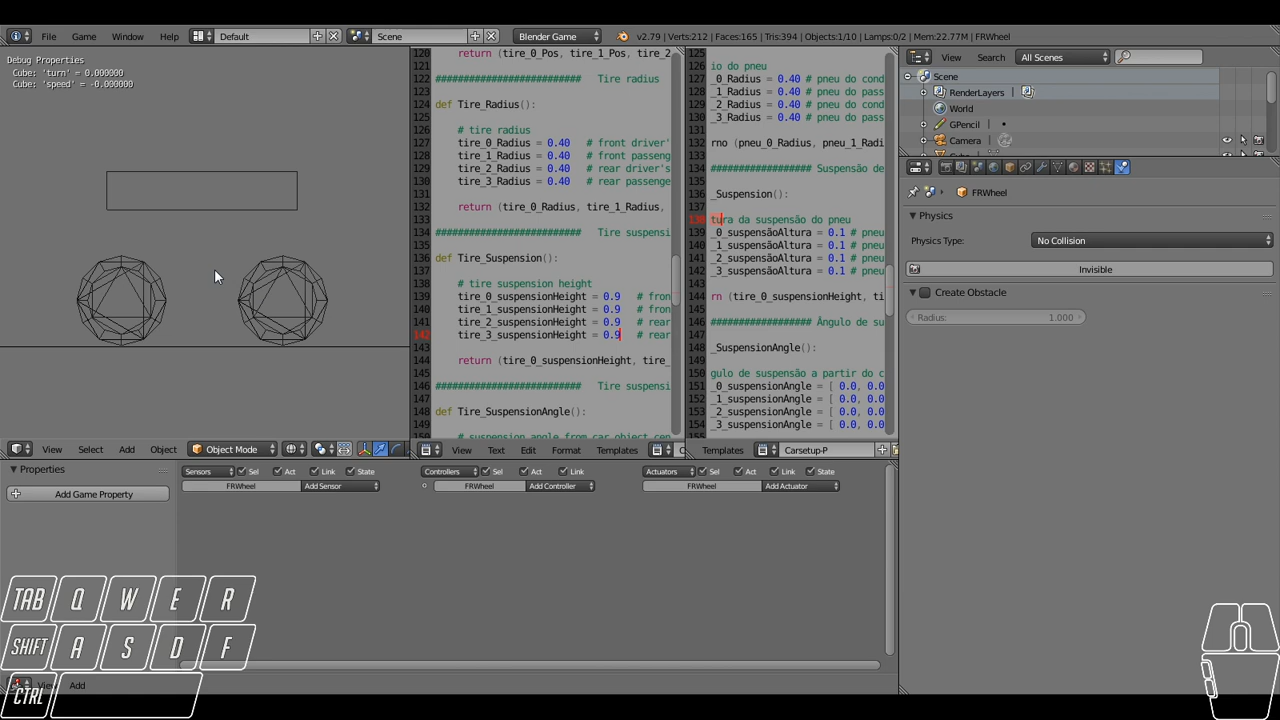 File Game Window Help Default Scene Blender Game v2.79 | Tris:394 | Verts:212 | Faces:165 | Objects:1/10 | Lamps:0/2 | Mem:22.77M | FRWheel
Debug Properties
Cube: 'turn' = 0.000000
Cube: 'speed' = -0.000000
View Select Add Object Object Mode
120 return (tire_0_Pos, tire_1_Pos, tire_2
121
122 ########################## Tire radius
123
124 def Tire_Radius():
125
126 # tire radius
127 tire_0_Radius = 0.40 # front driver'
128 tire_1_Radius = 0.40 # front passeng
129 tire_2_Radius = 0.40 # rear driver's
130 tire_3_Radius = 0.40 # rear passenge
131
132 return (tire_0_Radius, tire_1_Radius,
133
134 ########################## Tire suspensi
135
136 def Tire_Suspension():
137
138 # tire suspension height
139 tire_0_suspensionHeight = 0.9 # fron
140 tire_1_suspensionHeight = 0.9 # fron
141 tire_2_suspensionHeight = 0.9 # rear
142 tire_3_suspensionHeight = 0.9 # rear
143
144 return (tire_0_suspensionHeight, tire_
145
146 ########################## Tire suspensi
147
148 def Tire_SuspensionAngle():
149
View Text Edit Format Templates C
125
126 io do pneu
127 _0_Radius = 0.40 # pneu do cond
128 _1_Radius = 0.40 # pneu do pass
129 _2_Radius = 0.40 # pneu do cond
130 _3_Radius = 0.40 # pneu do pass
131
132 rno (pneu_0_Radius, pneu_1_Radi
133
134 ################# Suspensão de
135
136 _Suspension():
137
138 tura da suspensão do pneu
139 _0_suspensãoAltura = 0.1 # pneu
140 _1_suspensãoAltura = 0.1 # pneu
141 _2_suspensãoAltura = 0.1 # pneu
142 _3_suspensãoAltura = 0.1 # pneu
143
144 rn (tire_0_suspensionHeight, ti
145
146 ################# Ângulo de su
147
148 _SuspensionAngle():
149
150 gulo de suspensão a partir do c
151 _0_suspensionAngle = [ 0.0, 0.0
152 _1_suspensionAngle = [ 0.0, 0.0
153 _2_suspensionAngle = [ 0.0, 0.0
154 _3_suspensionAngle = [ 0.0, 0.0
Templates Carsetup-P
View Search All Scenes
Scene
RenderLayers |
World
GPencil |
Camera
FRWheel
Physics
Physics Type: No Collision
Invisible
Create Obstacle
Radius: 1.000
Properties
Add Game Property
Sensors Sel Act Link State
FRWheel Add Sensor
Controllers Sel Act Link
FRWheel Add Controller
Actuators Sel Act Link State
FRWheel Add Actuator
TAB Q W E R
SHIFT A S D F
CTRL
Add